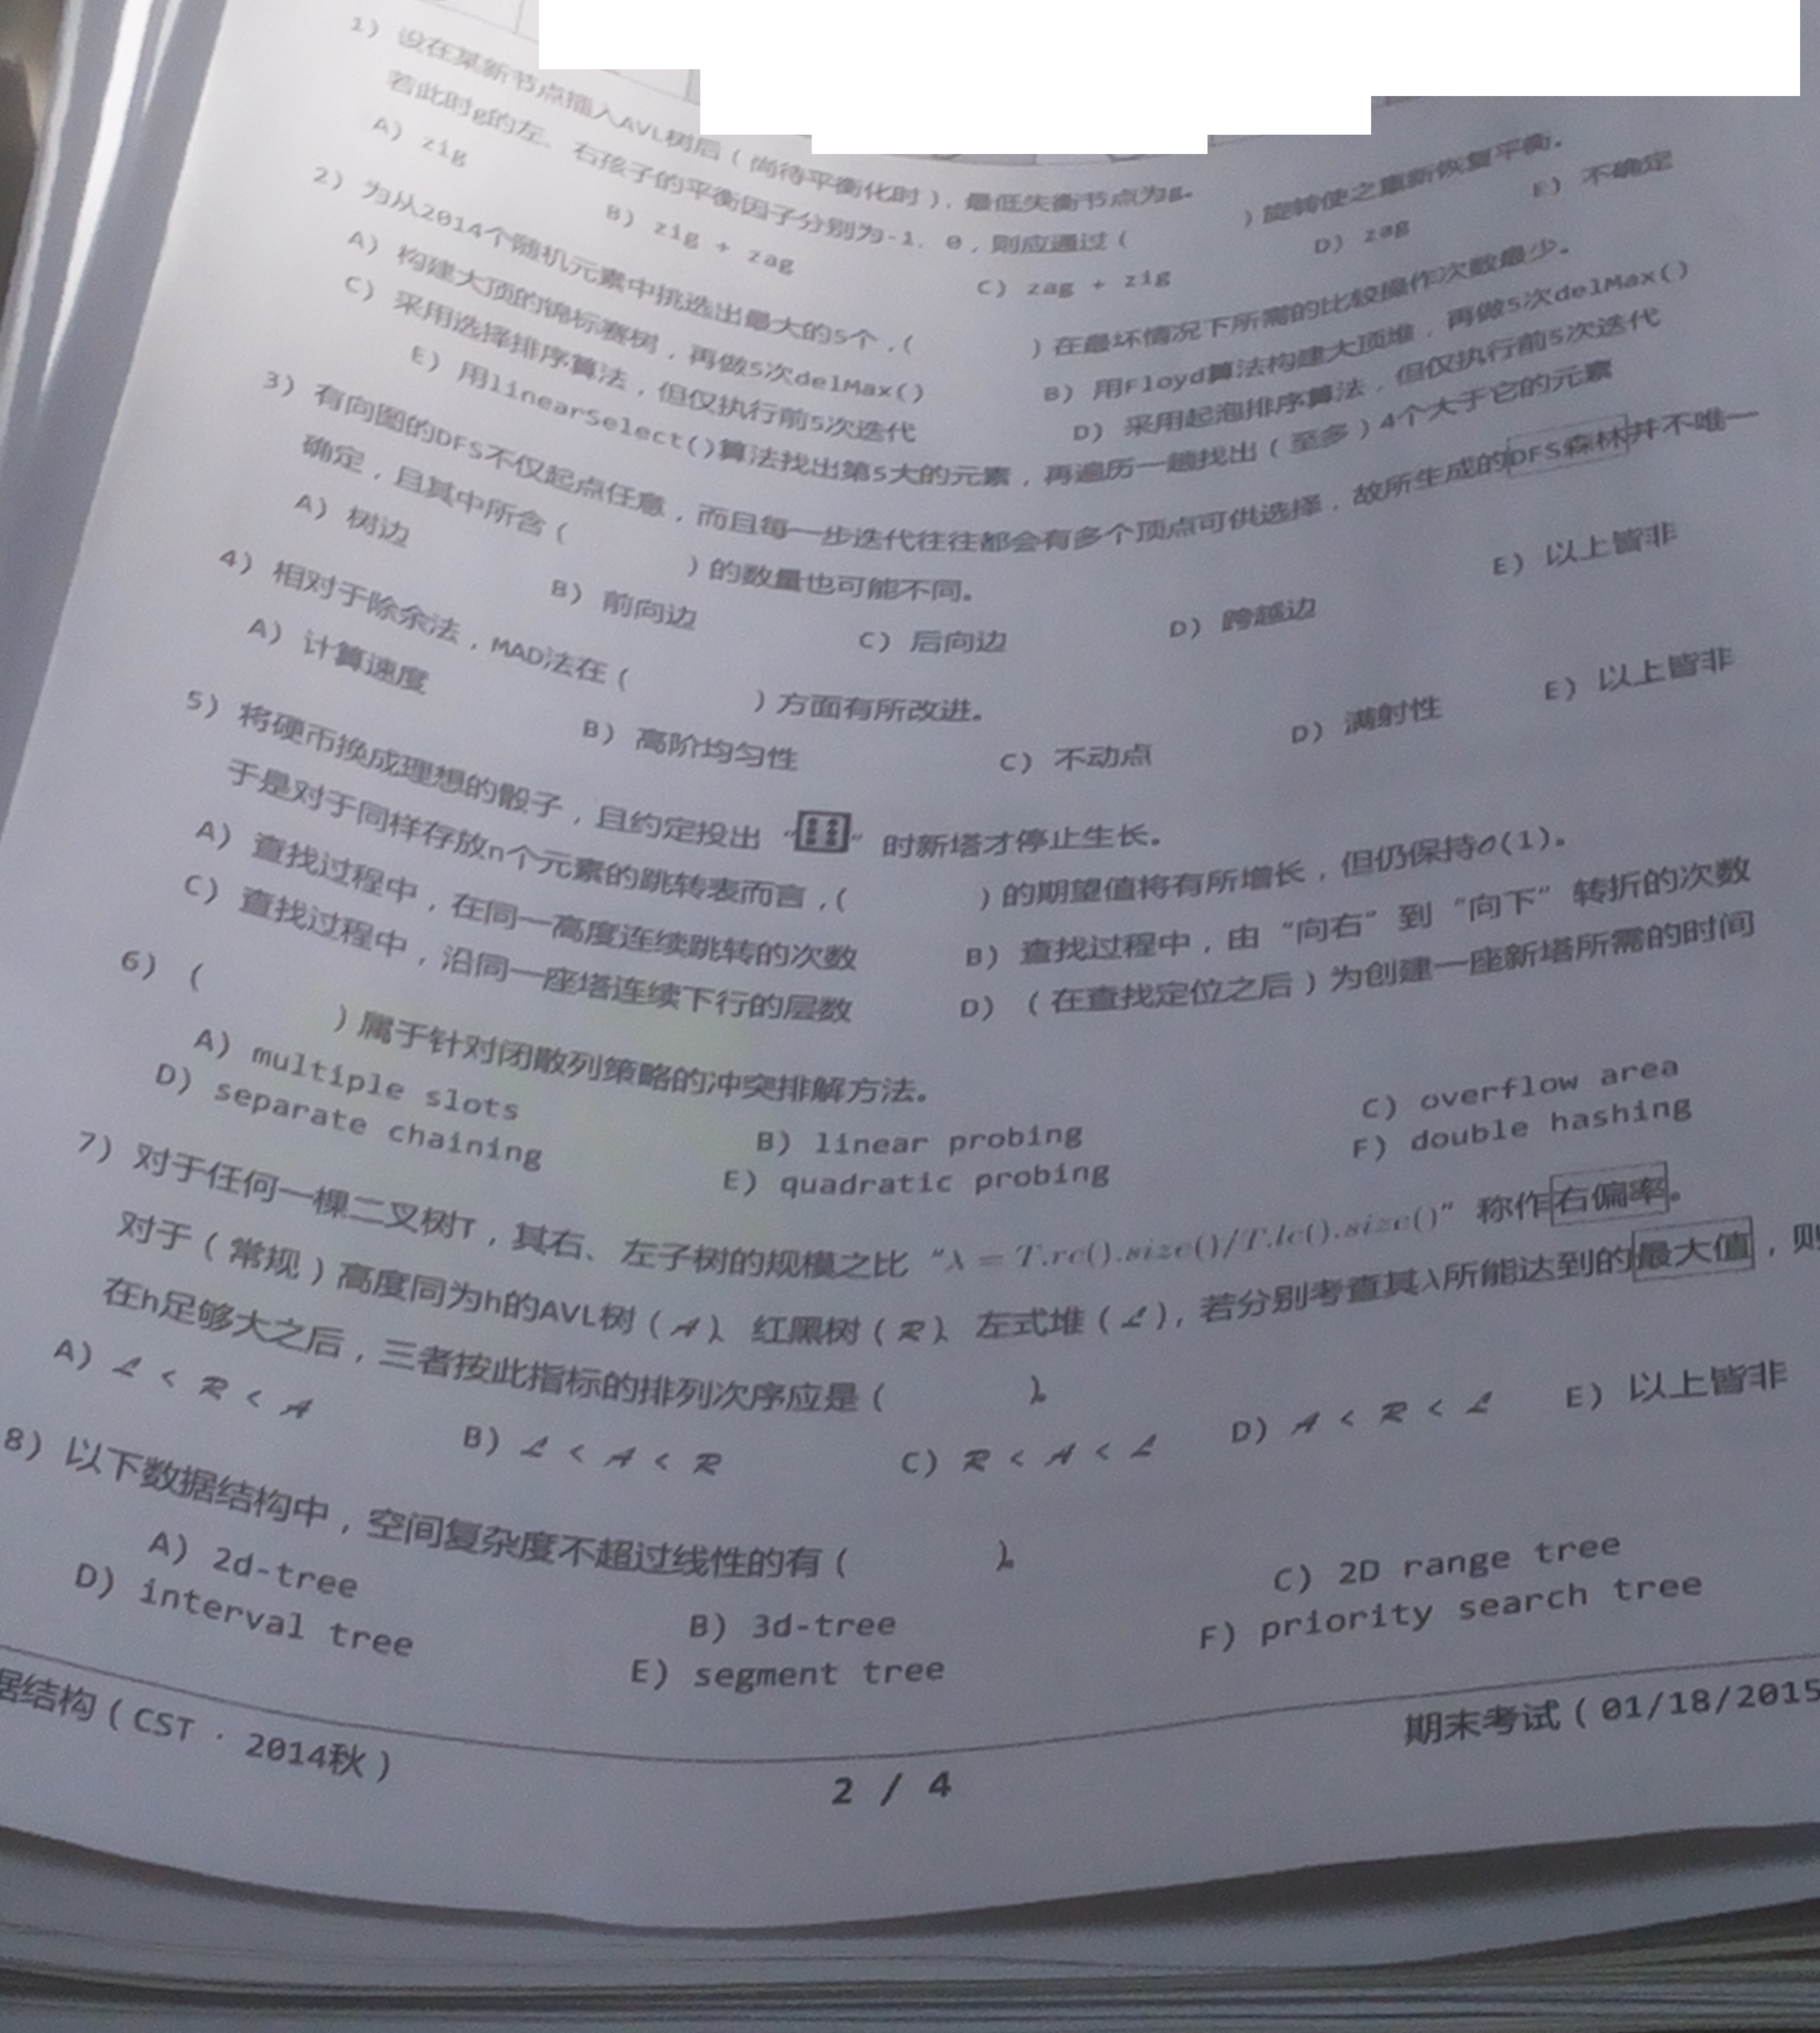 1) 设在某新节点插入AVL树后（尚待平衡化时），最低失衡节点为g。
若此时g的左、右孩子的平衡因子分别为-1、0，则应通过（ ）旋转使之重新恢复平衡。
A) zig B) zig + zag C) zag + zig D) zag E) 不确定
2) 为从2014个随机元素中挑选出最大的5个，（ ）在最坏情况下所需的比较操作次数最少。
A) 构建大顶的锦标赛树，再做5次delMax() B) 用Floyd算法构建大顶堆，再做5次delMax()
C) 采用选择排序算法，但仅执行前5次迭代 D) 采用起泡排序算法，但仅执行前5次迭代
E) 用linearSelect()算法找出第5大的元素，再遍历一趟找出（至多）4个大于它的元素
3) 有向图的DFS不仅起点任意，而且每一步迭代往往都会有多个顶点可供选择，故所生成的DFS森林并不唯一
确定，且其中所含（ ）的数量也可能不同。
A) 树边 B) 前向边 C) 后向边 D) 跨越边 E) 以上皆非
4) 相对于除余法，MAD法在（ ）方面有所改进。
A) 计算速度 B) 高阶均匀性 C) 不动点 D) 满射性 E) 以上皆非
5) 将硬币换成理想的骰子，且约定投出“⚅”时新塔才停止生长。
于是对于同样存放n个元素的跳转表而言，（ ）的期望值将有所增长，但仍保持O(1)。
A) 查找过程中，在同一高度连续跳转的次数 B) 查找过程中，由“向右”到“向下”转折的次数
C) 查找过程中，沿同一座塔连续下行的层数 D) （在查找定位之后）为创建一座新塔所需的时间
6) （ ）属于针对闭散列策略的冲突排解方法。
A) multiple slots B) linear probing C) overflow area
D) separate chaining E) quadratic probing F) double hashing
7) 对于任何一棵二叉树T，其右、左子树的规模之比“λ = T.rc().size()/T.lc().size()”称作右偏率。
对于（常规）高度同为h的AVL树（𝒜）、红黑树（ℛ）、左式堆（ℒ），若分别考查其λ所能达到的最大值，则
在h足够大之后，三者按此指标的排列次序应是（ ）。
A) ℒ < ℛ < 𝒜 B) ℒ < 𝒜 < ℛ C) ℛ < 𝒜 < ℒ D) 𝒜 < ℛ < ℒ E) 以上皆非
8) 以下数据结构中，空间复杂度不超过线性的有（ ）。
A) 2d-tree B) 3d-tree C) 2D range tree
D) interval tree E) segment tree F) priority search tree
据结构（CST · 2014秋） 2 / 4 期末考试（01/18/2015